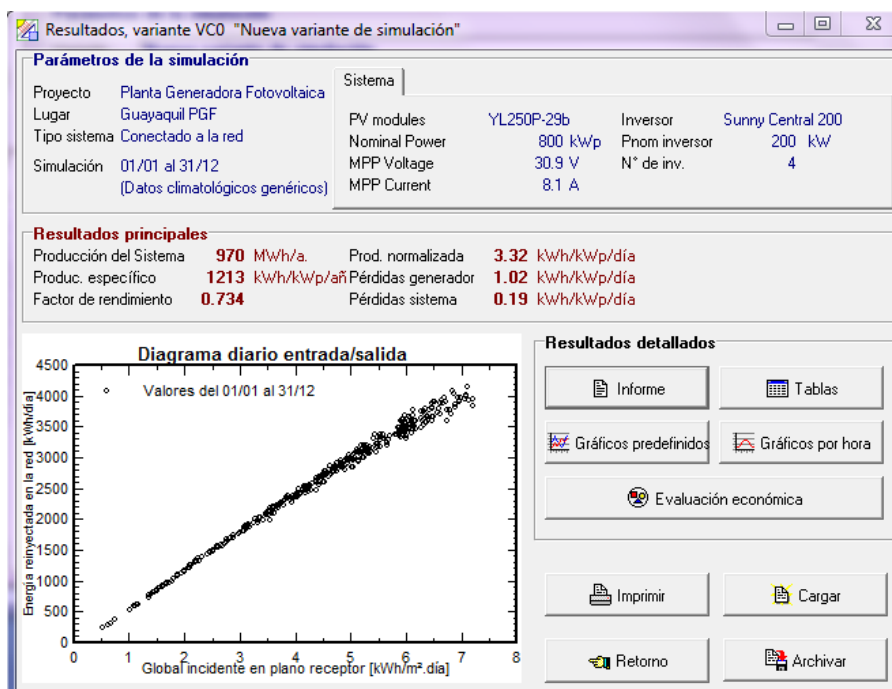 Resultados, variante VC0 "Nueva variante de simulación"
Parámetros de la simulación
Proyecto Planta Generadora Fotovoltaica
Lugar Guayaquil PGF
Tipo sistema Conectado a la red
Simulación 01/01 al 31/12
(Datos climatológicos genéricos)
Sistema
PV modules YL250P-29b Inversor Sunny Central 200
Nominal Power 800 kWp Pnom inversor 200 kW
MPP Voltage 30.9 V N° de inv. 4
MPP Current 8.1 A
Resultados principales
Producción del Sistema 970 MWh/a. Prod. normalizada 3.32 kWh/kWp/día
Produc. específico 1213 kWh/kWp/añ Pérdidas generador 1.02 kWh/kWp/día
Factor de rendimiento 0.734 Pérdidas sistema 0.19 kWh/kWp/día
Diagrama diario entrada/salida
Valores del 01/01 al 31/12
Energía reinyectada en la red [kWh/día]
4500
4000
3500
3000
2500
2000
1500
1000
500
0
0 1 2 3 4 5 6 7 8
Global incidente en plano receptor [kWh/m².día]
Resultados detallados
Informe Tablas
Gráficos predefinidos Gráficos por hora
Evaluación económica
Imprimir Cargar
Retorno Archivar